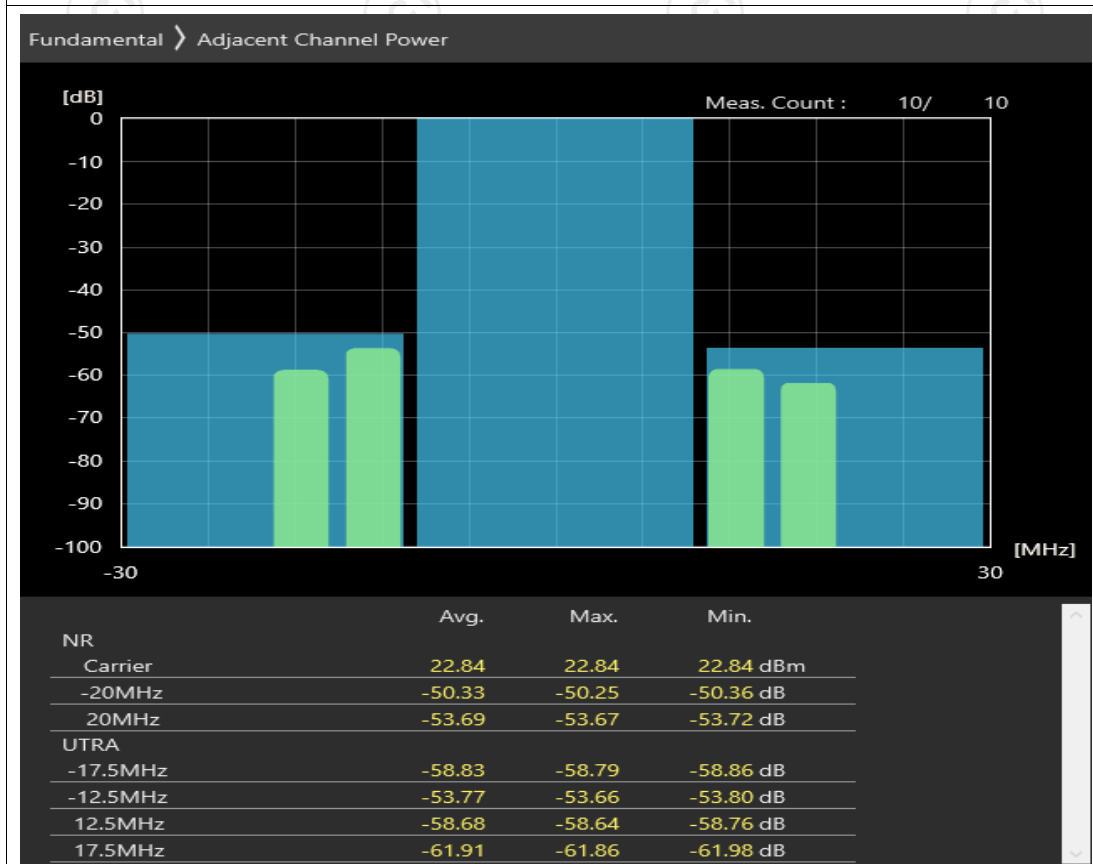 Fundamental ❯ Adjacent Channel Power
[dB]
Meas. Count : 10/ 10
0
-10
-20
-30
-40
-50
-60
-70
-80
-90
-100
[MHz]
-30 30
Avg. Max. Min.
NR
Carrier 22.84 22.84 22.84 dBm
-20MHz -50.33 -50.25 -50.36 dB
20MHz -53.69 -53.67 -53.72 dB
UTRA
-17.5MHz -58.83 -58.79 -58.86 dB
-12.5MHz -53.77 -53.66 -53.80 dB
12.5MHz -58.68 -58.64 -58.76 dB
17.5MHz -61.91 -61.86 -61.98 dB